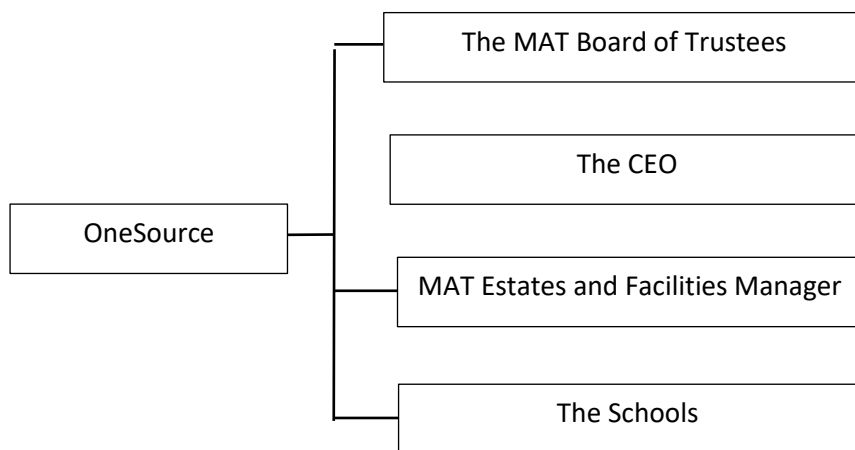 The MAT Board of Trustees
The CEO
OneSource
MAT Estates and Facilities Manager
The Schools